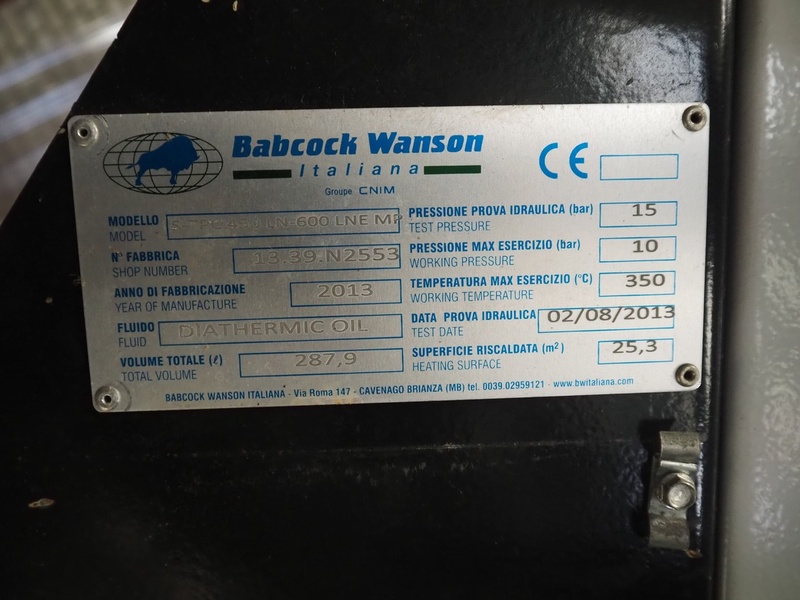 Babcock Wanson
Italiana
Groupe CNIM
CE
MODELLO
MODEL
LN-600 LNE MP
N° FABBRICA
SHOP NUMBER
13.39.N2553
ANNO DI FABBRICAZIONE
YEAR OF MANUFACTURE
2013
FLUIDO
FLUID
DIATHERMIC OIL
VOLUME TOTALE (ℓ)
TOTAL VOLUME
287,9
PRESSIONE PROVA IDRAULICA (bar)
TEST PRESSURE
15
PRESSIONE MAX ESERCIZIO (bar)
WORKING PRESSURE
10
TEMPERATURA MAX ESERCIZIO (°C)
WORKING TEMPERATURE
350
DATA PROVA IDRAULICA
TEST DATE
02/08/2013
SUPERFICIE RISCALDATA (m²)
HEATING SURFACE
25,3
BABCOCK WANSON ITALIANA - Via Roma 147 - CAVENAGO BRIANZA (MB) tel. 0039.02959121 - www.bwitaliana.com